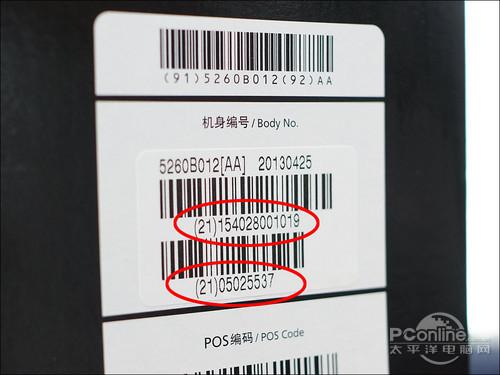 (91)5260B012(92)AA
机身编号 / Body No.
5260B012[AA] 20130425
(21)154028001019
(21)05025537
POS编码 / POS Code
PConline
太平洋电脑网